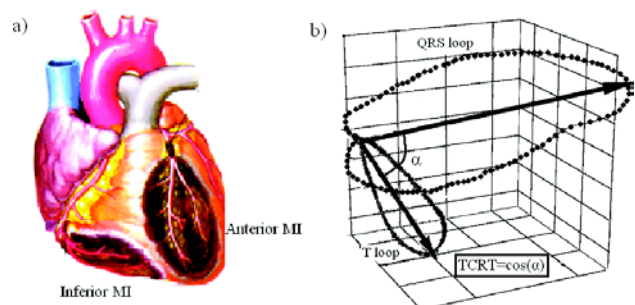 a)
Anterior MI
Inferior MI
b)
QRS loop
α
T loop
TCRT=cos(α)